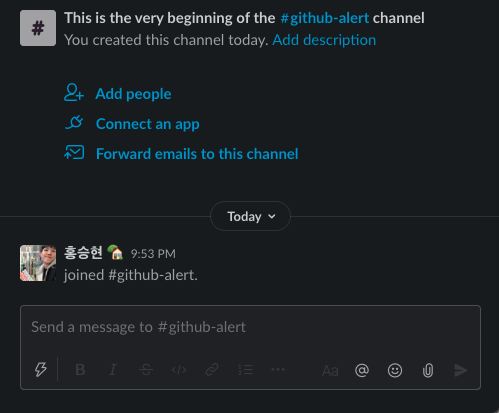 # This is the very beginning of the #github-alert channel
You created this channel today. Add description
Add people
Connect an app
Forward emails to this channel
Today
홍승현 9:53 PM
joined #github-alert.
Send a message to #github-alert
B I S </> Aa @